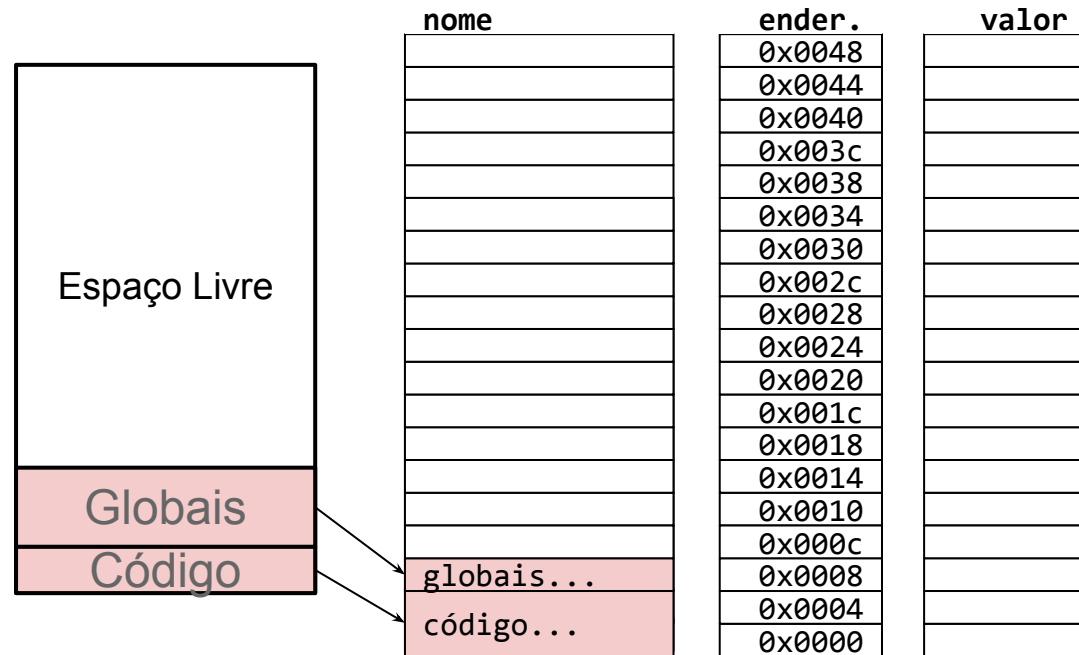 nome ender. valor
0x0048
0x0044
0x0040
0x003c
0x0038
0x0034
0x0030
Espaço Livre 0x002c
0x0028
0x0024
0x0020
0x001c
0x0018
0x0014
Globais 0x0010
0x000c
Código globais... 0x0008
código... 0x0004
0x0000